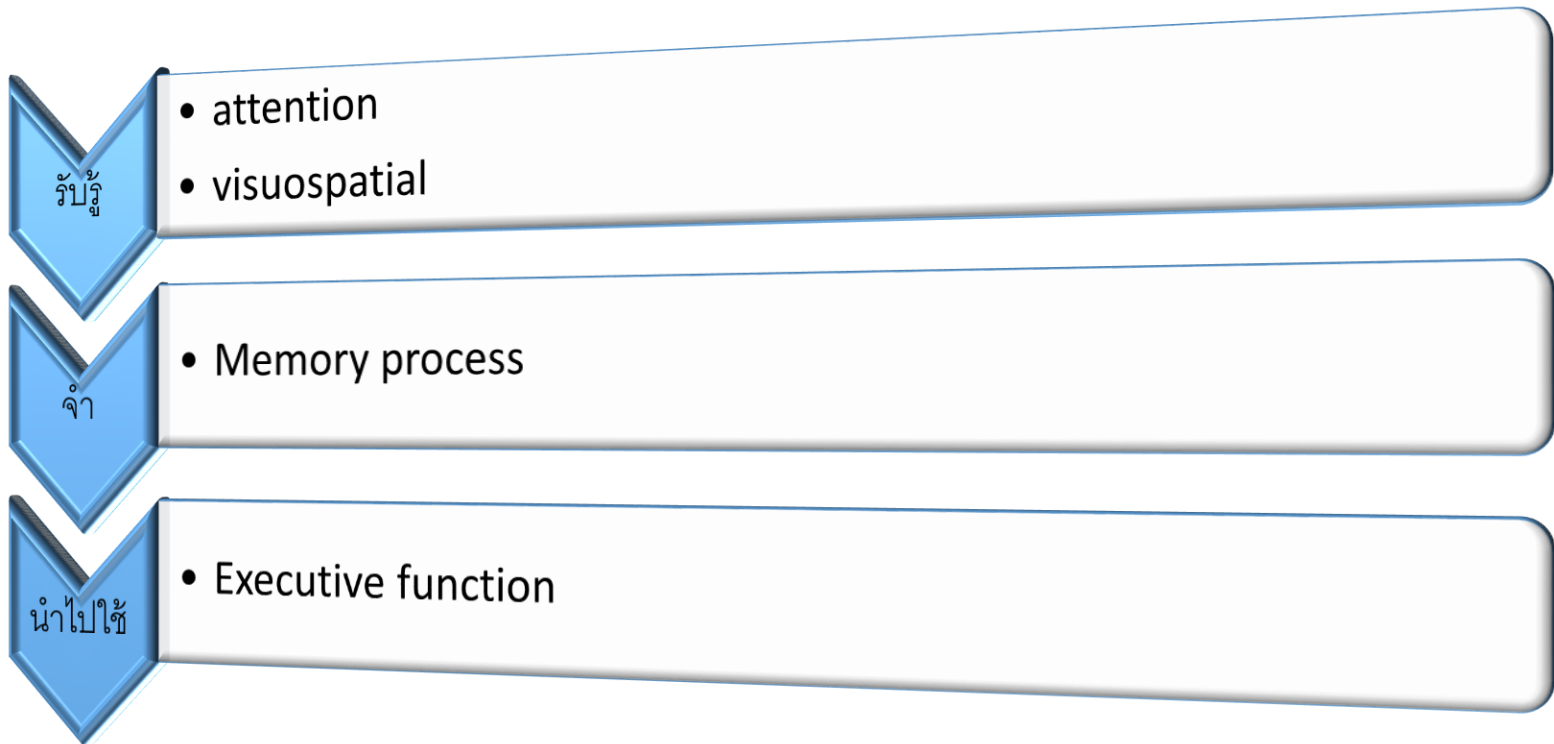 รับรู้
• attention
• visuospatial
จำ
• Memory process
นำไปใช้
• Executive function